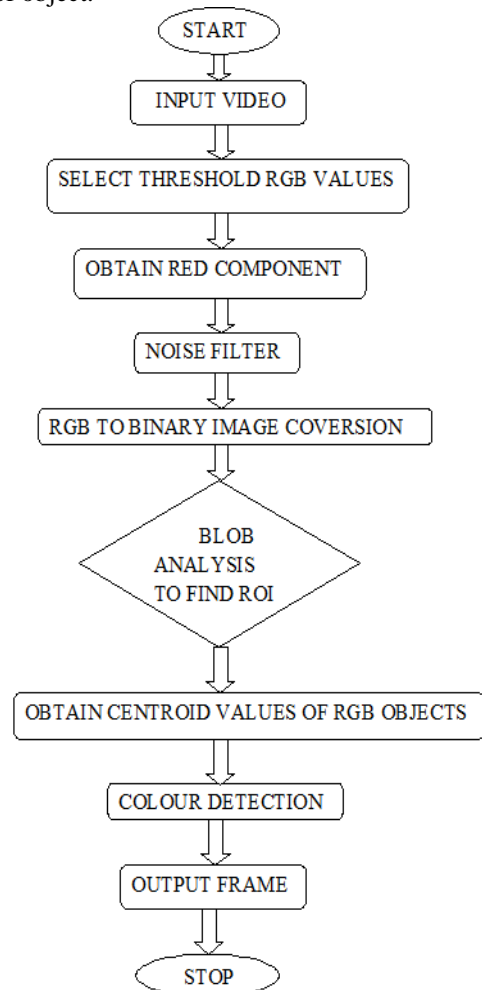 object.
START
INPUT VIDEO
SELECT THRESHOLD RGB VALUES
OBTAIN RED COMPONENT
NOISE FILTER
RGB TO BINARY IMAGE COVERSION
BLOB
ANALYSIS
TO FIND ROI
OBTAIN CENTROID VALUES OF RGB OBJECTS
COLOUR DETECTION
OUTPUT FRAME
STOP